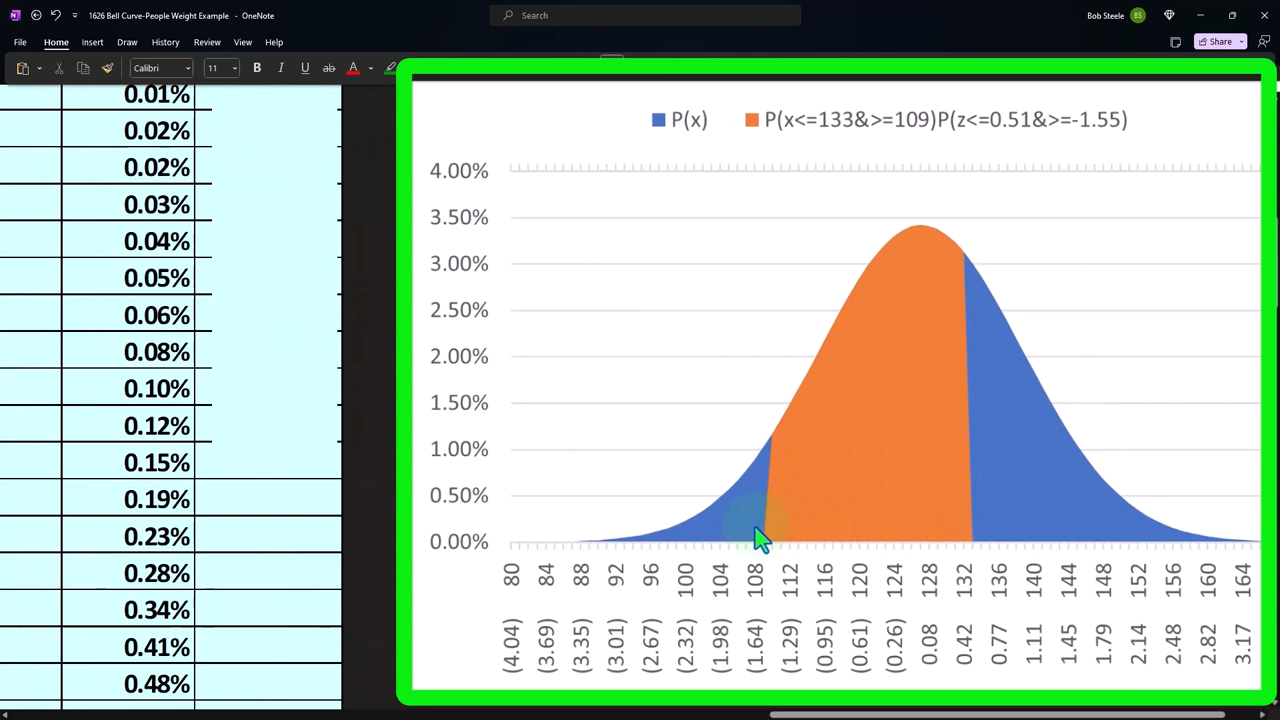 1626 Bell Curve-People Weight Example - OneNote
Search
Bob Steele
BS
File Home Insert Draw History Review View Help
Share
Calibri
11
B I U ab A
0.01%
0.02%
0.02%
0.03%
0.04%
0.05%
0.06%
0.08%
0.10%
0.12%
0.15%
0.19%
0.23%
0.28%
0.34%
0.41%
0.48%
P(x) P(x<=133&>=109)P(z<=0.51&>=-1.55)
4.00%
3.50%
3.00%
2.50%
2.00%
1.50%
1.00%
0.50%
0.00%
80 84 88 92 96 100 104 108 112 116 120 124 128 132 136 140 144 148 152 156 160 164
(4.04) (3.69) (3.35) (3.01) (2.67) (2.32) (1.98) (1.64) (1.29) (0.95) (0.61) (0.26) 0.08 0.42 0.77 1.11 1.45 1.79 2.14 2.48 2.82 3.17